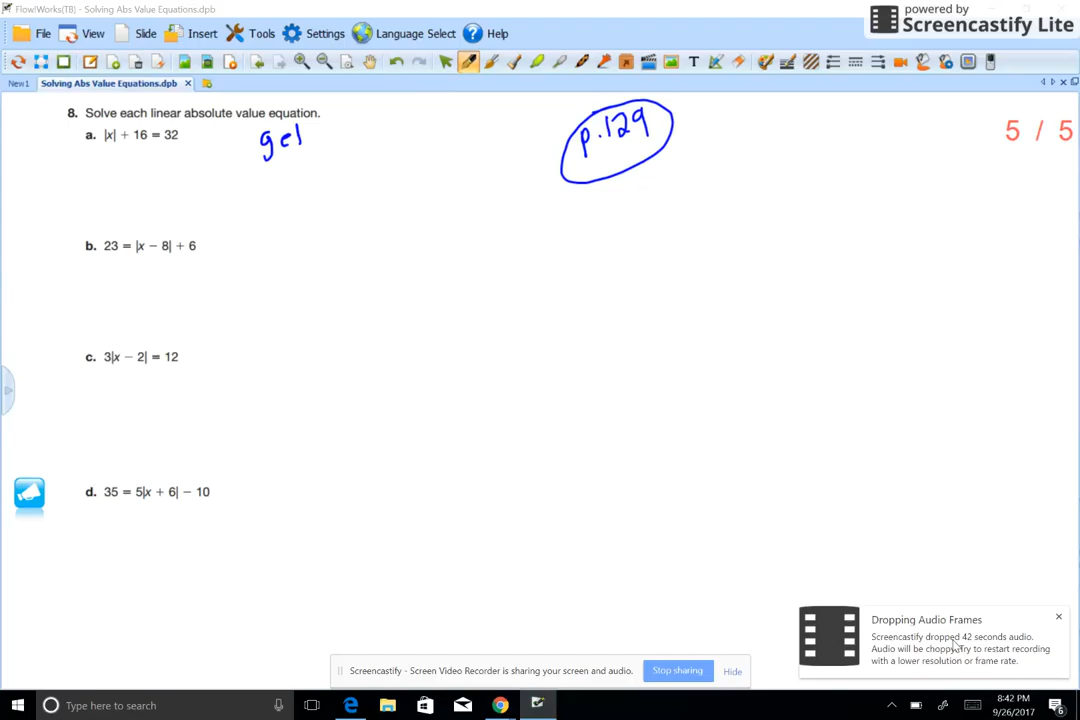 Flow!Works(TB) - Solving Abs Value Equations.dpb
powered by
Screencastify Lite
File View Slide Insert Tools Settings Language Select Help
New1 Solving Abs Value Equations.dpb
8. Solve each linear absolute value equation.
a. |x| + 16 = 32
gel
p.129
5 / 5
b. 23 = |x − 8| + 6
c. 3|x − 2| = 12
d. 35 = 5|x + 6| − 10
Dropping Audio Frames
Screencastify dropped 42 seconds audio.
Audio will be choppy. Try to restart recording
with a lower resolution or frame rate.
Screencastify - Screen Video Recorder is sharing your screen and audio. Stop sharing Hide
Type here to search
8:42 PM
9/26/2017
6